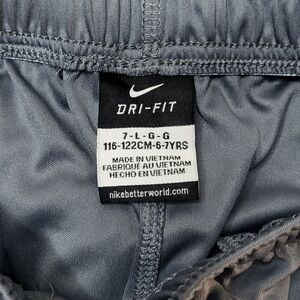 DRI-FIT
7-L-G-G
116-122CM-6-7YRS
MADE IN VIETNAM
FABRIQUÉ AU VIETNAM
HECHO EN VIETNAM
nikebetterworld.com